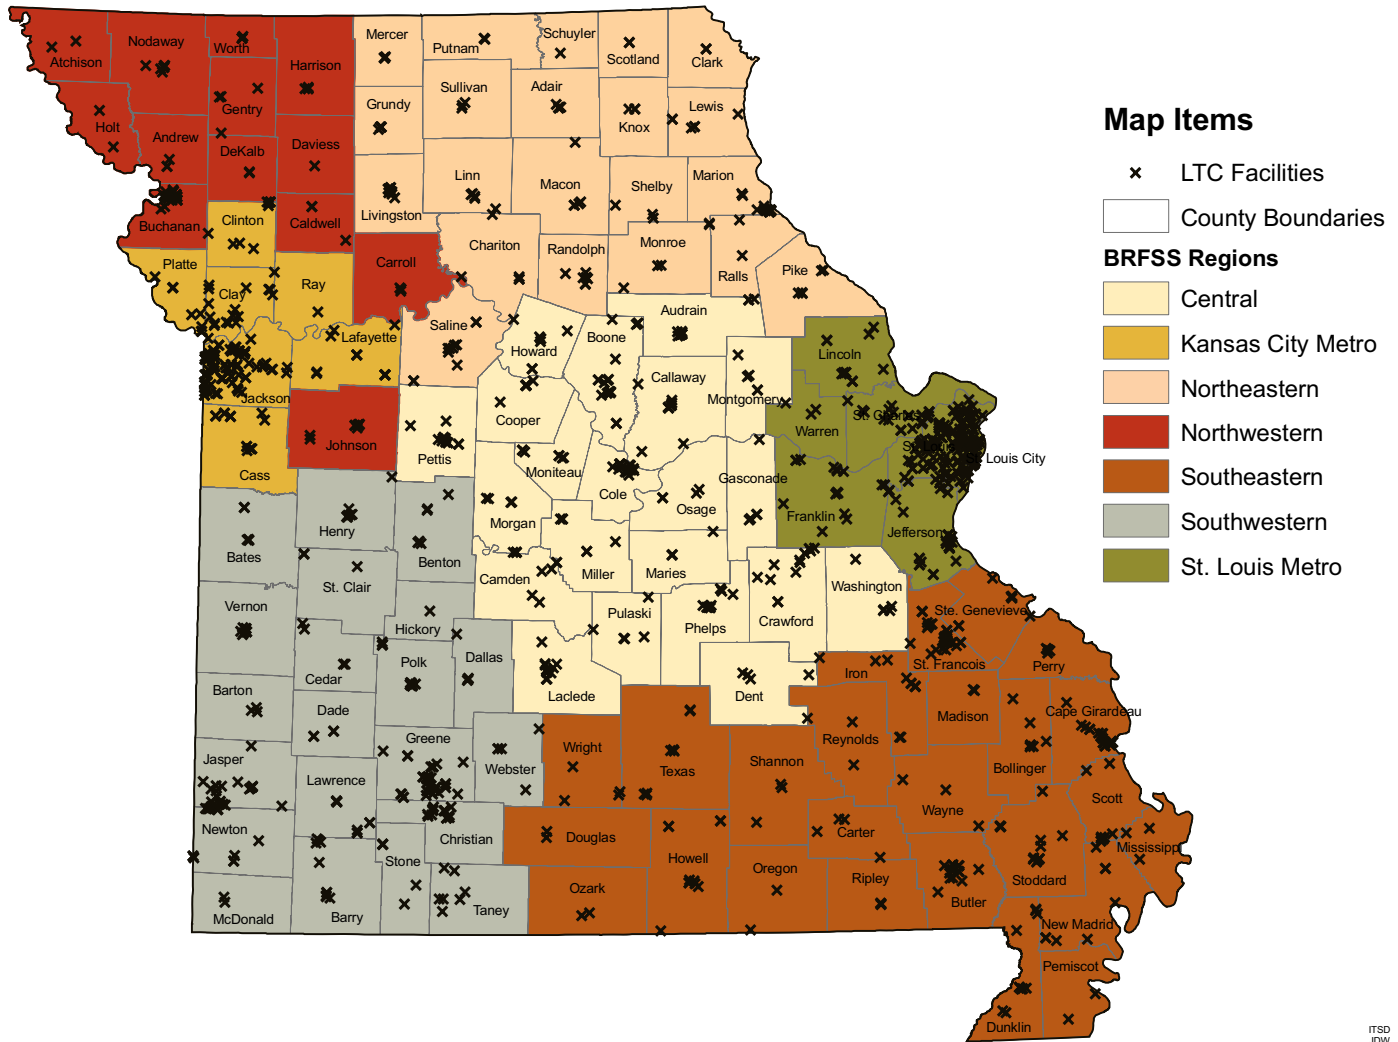 Mercer
Putnam
Schuyler
Scotland
Clark
Atchison
Nodaway
Worth
Harrison
Sullivan
Adair
Gentry
Grundy
Knox
Lewis
Holt
Andrew
DeKalb
Daviess
Linn
Macon
Shelby
Marion
Buchanan
Clinton
Caldwell
Livingston
Chariton
Randolph
Monroe
Ralls
Pike
Platte
Clay
Ray
Carroll
Saline
Lafayette
Howard
Boone
Audrain
Lincoln
Jackson
Cooper
Callaway
Montgomery
Warren
St. Louis
Louis City
Johnson
Pettis
Moniteau
Cole
Cass
Gasconade
Osage
Franklin
Jefferson
Morgan
Henry
Bates
Benton
Camden
Miller
Maries
St. Clair
Washington
Crawford
Vernon
Hickory
Pulaski
Phelps
Ste. Genevieve
Cedar
Polk
Dallas
Laclede
Dent
Iron
St. Francois
Perry
Barton
Dade
Madison
Cape Girardeau
Jasper
Greene
Webster
Wright
Texas
Shannon
Reynolds
Bollinger
Lawrence
Wayne
Scott
Newton
Christian
Douglas
Carter
Mississippi
Stone
Howell
Oregon
Ripley
Stoddard
McDonald
Barry
Taney
Ozark
Butler
New Madrid
Pemiscot
Dunklin
Map Items
LTC Facilities
County Boundaries
BRFSS Regions
Central
Kansas City Metro
Northeastern
Northwestern
Southeastern
Southwestern
St. Louis Metro
ITSD
IDW